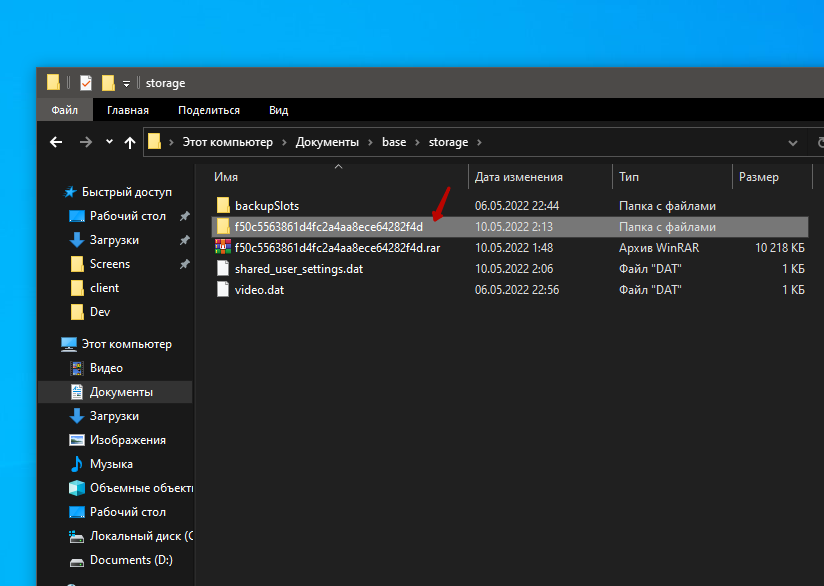 storage
Файл Главная Поделиться Вид
Этот компьютер Документы base storage
Имя Дата изменения Тип Размер
backupSlots 06.05.2022 22:44 Папка с файлами
f50c5563861d4fc2a4aa8ece64282f4d 10.05.2022 2:13 Папка с файлами
f50c5563861d4fc2a4aa8ece64282f4d.rar 10.05.2022 1:48 Архив WinRAR 10 218 КБ
shared_user_settings.dat 10.05.2022 2:06 Файл "DAT" 1 КБ
video.dat 06.05.2022 22:56 Файл "DAT" 1 КБ
Быстрый доступ
Рабочий стол
Загрузки
Screens
client
Dev
Этот компьютер
Видео
Документы
Загрузки
Изображения
Музыка
Объемные объект
Рабочий стол
Локальный диск (C
Documents (D:)